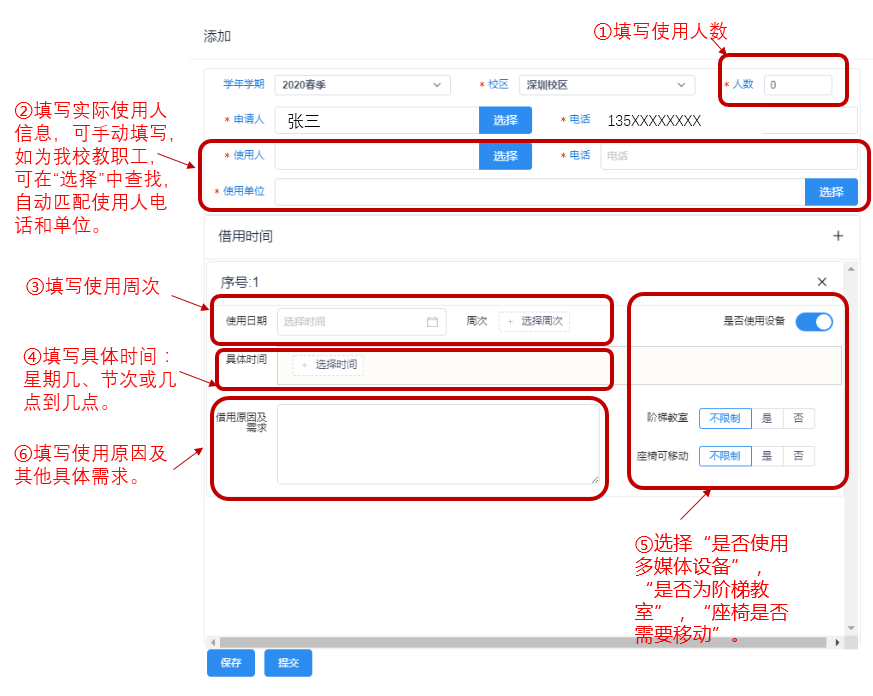 添加
①填写使用人数
学年学期 2020春季 * 校区 深圳校区 * 人数 0
* 申请人 张三 选择 * 电话 135XXXXXXXX
②填写实际使用人
信息，可手动填写，
如为我校教职工，
可在“选择”中查找，
自动匹配使用人电
话和单位。
* 使用人 选择 * 电话 电话
* 使用单位 选择
借用时间 +
序号:1 ×
③填写使用周次
使用日期 选择时间 周次 + 选择周次 是否使用设备
④填写具体时间：
星期几、节次或几
点到几点。
具体时间 + 选择时间
⑥填写使用原因及
其他具体需求。
借用原因及
需求
阶梯教室 不限制 是 否
座椅可移动 不限制 是 否
⑤选择“是否使用
多媒体设备”，
“是否为阶梯教
室”，“座椅是否
需要移动”。
保存 提交